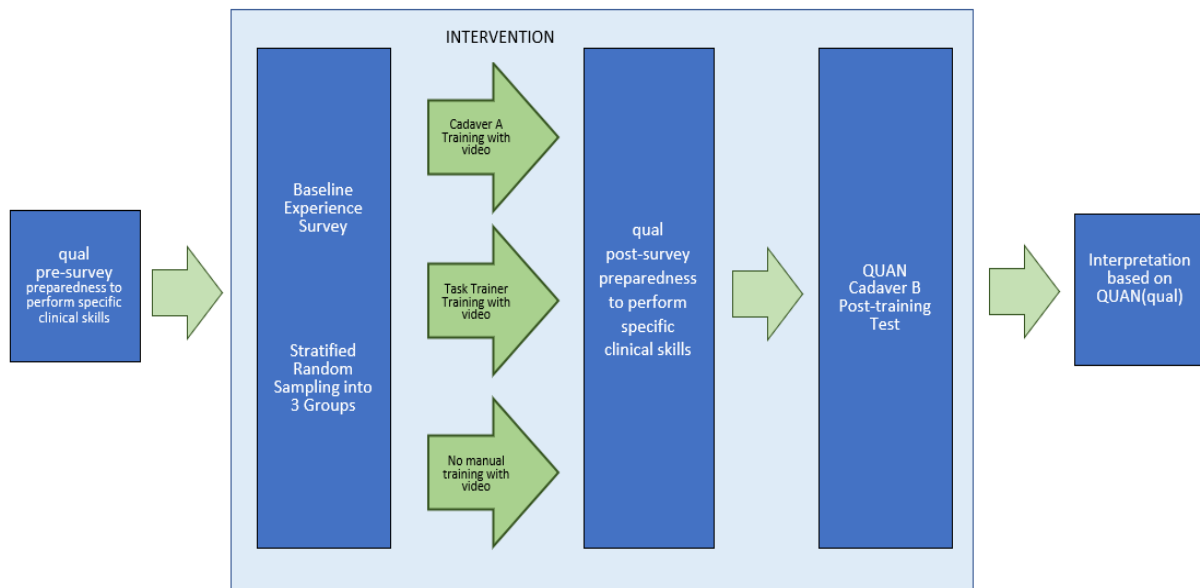 INTERVENTION
qual
pre-survey
preparedness to
perform specific
clinical skills
Baseline
Experience
Survey
Stratified
Random
Sampling into
3 Groups
Cadaver A
Training with
video
Task Trainer
Training with
video
No manual
training with
video
qual
post-survey
preparedness
to perform
specific
clinical skills
QUAN
Cadaver B
Post-training
Test
Interpretation
based on
QUAN(qual)